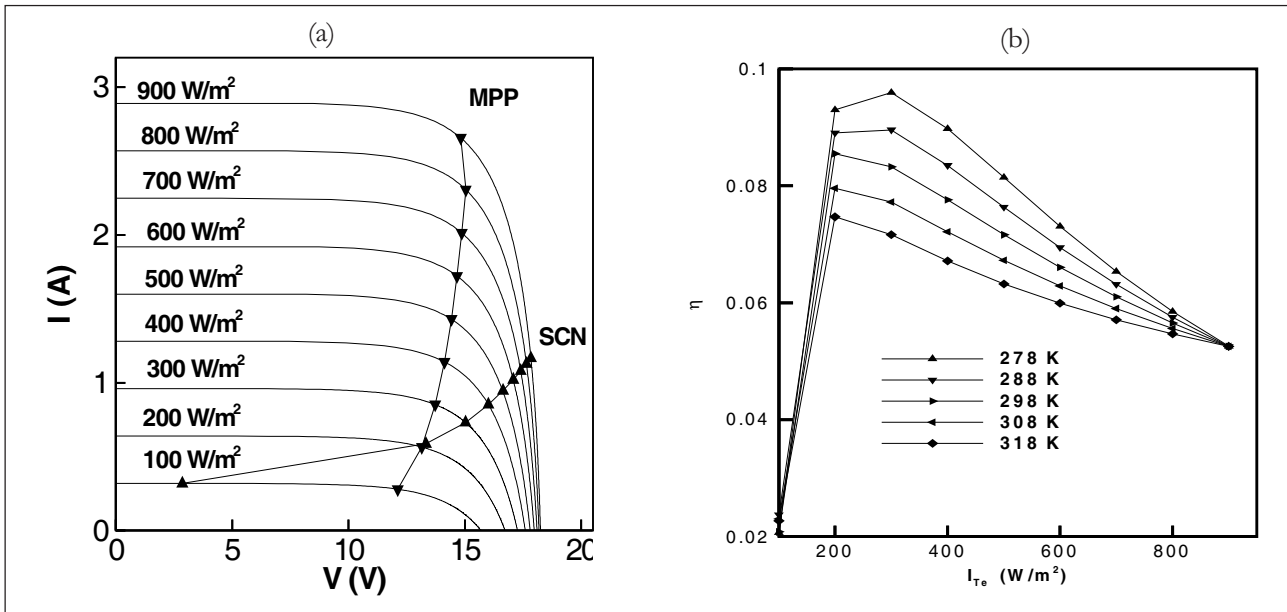 (a)
3
2
1
0
I (A)
900 W/m²
800 W/m²
700 W/m²
600 W/m²
500 W/m²
400 W/m²
300 W/m²
200 W/m²
100 W/m²
MPP
SCN
0 5 10 15 20
V (V)
(b)
0.1
0.08
0.06
0.04
0.02
η
278 K
288 K
298 K
308 K
318 K
200 400 600 800
I_Te (W/m²)